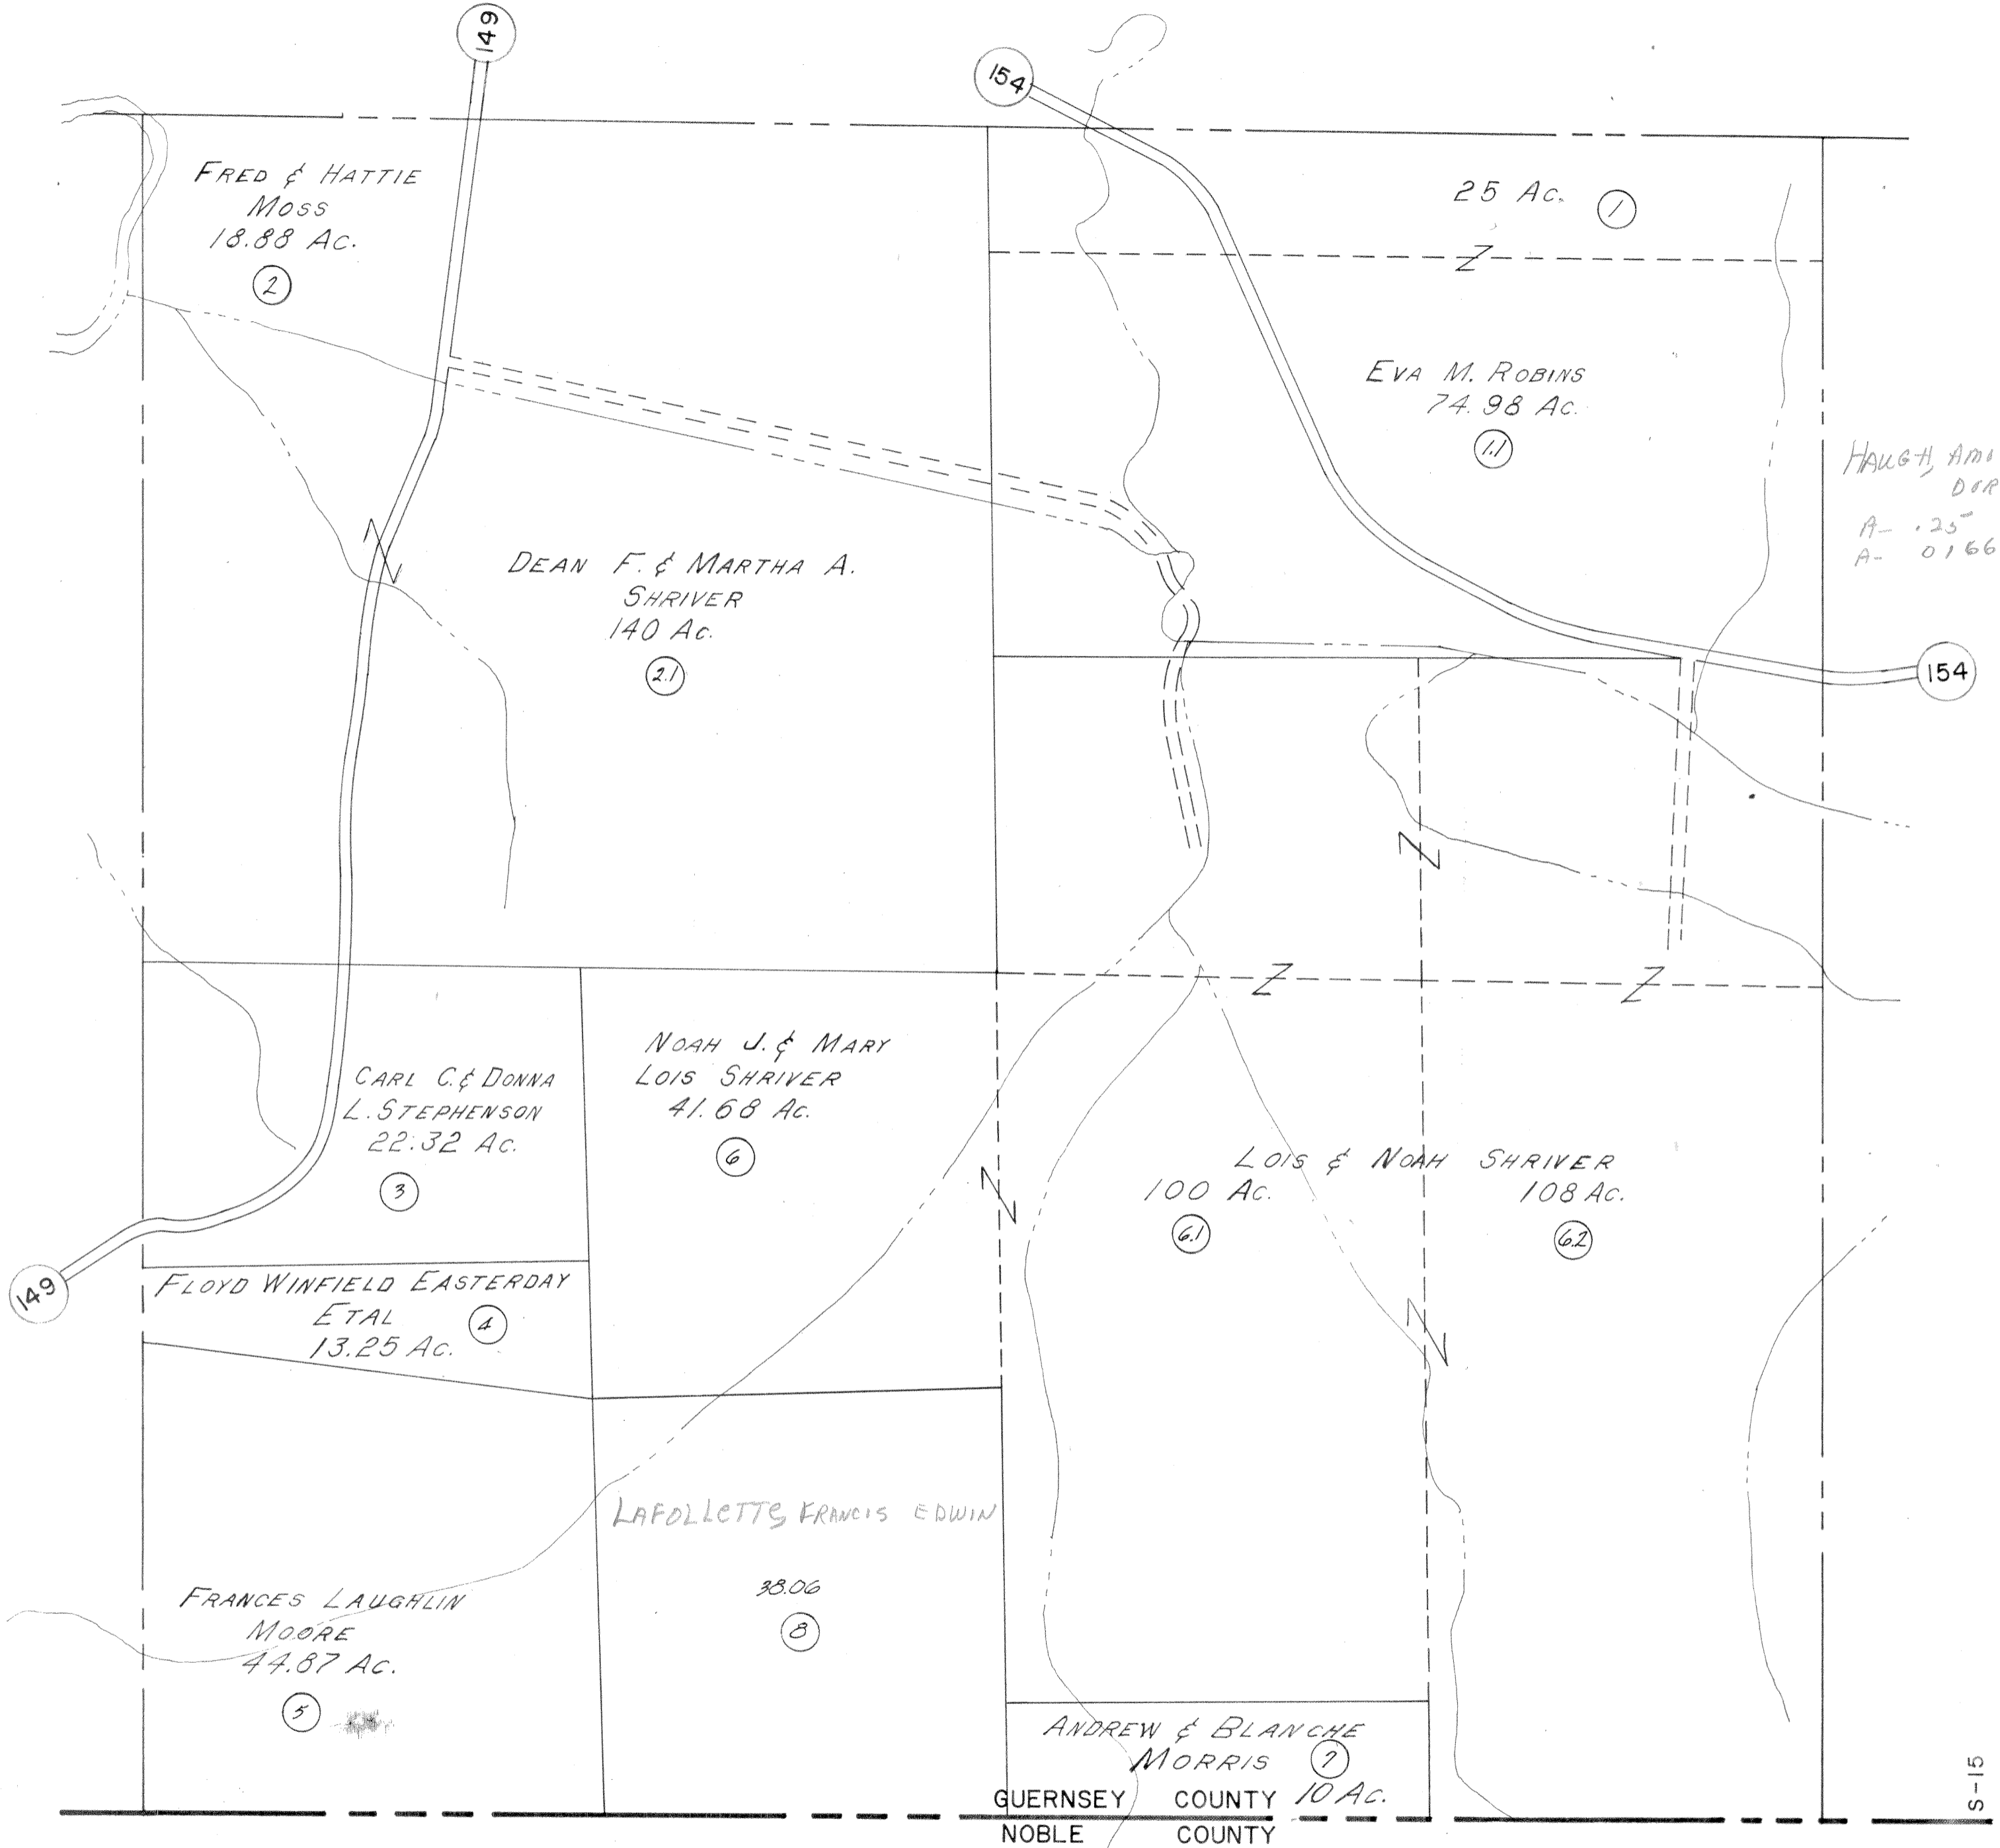 149
154
FRED & HATTIE
MOSS
18.88 AC.
2
25 AC.
1
EVA M. ROBINS
74.98 AC.
1.1
HAUGH, AMO
DOR
A- .25
A- 0166
DEAN F. & MARTHA A.
SHRIVER
140 AC.
2.1
154
CARL C. & DONNA
L. STEPHENSON
22.32 AC.
3
NOAH J. & MARY
LOIS SHRIVER
41.68 AC.
6
LOIS & NOAH SHRIVER
100 AC. 108 AC.
6.1 6.2
149
FLOYD WINFIELD EASTERDAY
ETAL
13.25 AC.
4
LAFOLLETTE, FRANCIS EDWIN
38.06
8
FRANCES LAUGHLIN
MOORE
44.87 AC.
5
ANDREW & BLANCHE
MORRIS 7
10 AC.
GUERNSEY COUNTY
NOBLE COUNTY
S-15